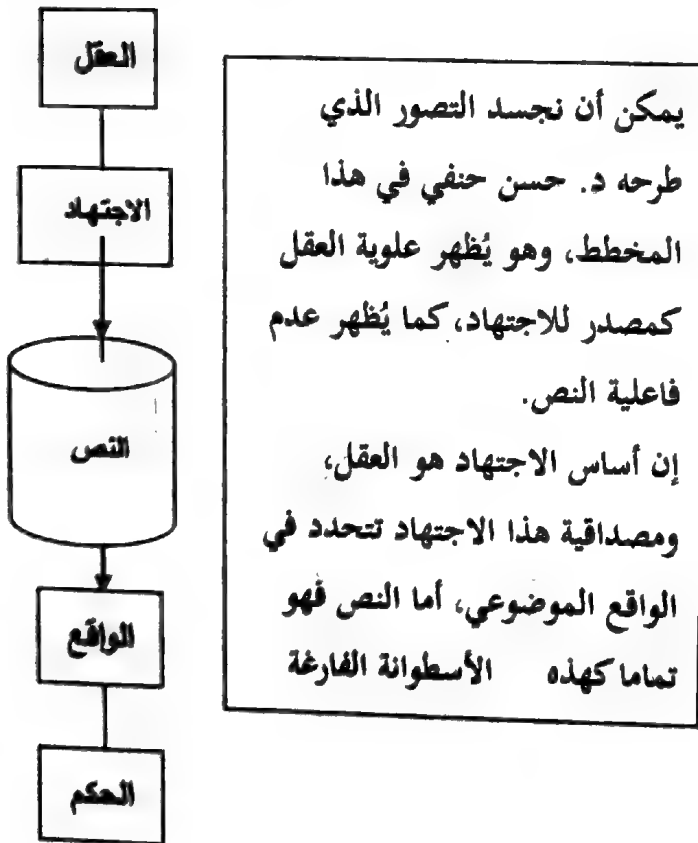 العقل
الاجتهاد
النص
الواقع
الحكم
يمكن أن نجسد التصور الذي
طرحه د. حسن حنفي في هذا
المخطط، وهو يُظهر علوية العقل
كمصدر للاجتهاد، كما يُظهر عدم
فاعلية النص.
إن أساس الاجتهاد هو العقل،
ومصداقية هذا الاجتهاد تتحدد في
الواقع الموضوعي، أما النص فهو
تماما كهذه الأسطوانة الفارغة